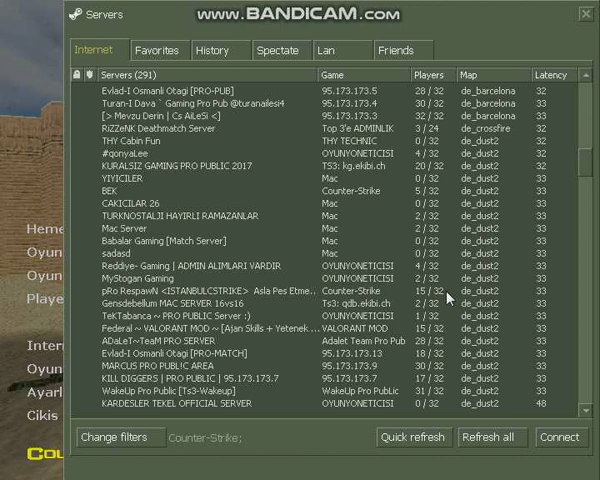 Servers
www.BANDICAM.com
Internet Favorites History Spectate Lan Friends
Servers (291) Game Players Map Latency
Evlad-I Osmanli Otagi [PRO-PUB] 95.173.173.5 28 / 32 de_barcelona 32
Turan-I Dava ` Gaming Pro Pub @turanailesi4 95.173.173.4 30 / 32 de_barcelona 33
[> Mevzu Derin | Cs AiLeSi <] 95.173.173.3 32 / 32 de_barcelona 33
RiZZeNK Deathmatch Server Top 3'e ADMINLIK 3 / 24 de_crossfire 33
THY Cabin Fun THY TECHNIC 0 / 32 de_dust2 32
#qonyaLee OYUNYONETICISI 4 / 32 de_dust2 32
KURALSIZ GAMING PRO PUBLIC 2017 TS3: kg.ekibi.ch 20 / 32 de_dust2 32
YIYICILER Mac 0 / 32 de_dust2 33
BEK Counter-Strike 5 / 32 de_dust2 33
CAKICILAR 26 Mac 0 / 32 de_dust2 33
TURKNOSTALJI HAYIRLI RAMAZANLAR Mac 2 / 32 de_dust2 33
Mac Server Mac 2 / 32 de_dust2 33
Babalar Gaming [Match Server] Mac 0 / 32 de_dust2 33
sadasd Mac 0 / 32 de_dust2 33
Reddiye- Gaming | ADMIN ALIMLARI VARDIR OYUNYONETICISI 4 / 32 de_dust2 33
MyStogan Gaming OYUNYONETICISI 2 / 32 de_dust2 33
pRo RespawN <ISTANBULCSTRIKE> Asla Pes Etme... Counter-Strike 15 / 32 de_dust2 33
Gensdebellum MAC SERVER 16vs16 Ts3: gdb.ekibi.ch 2 / 32 de_dust2 33
TeKTabanca ~ PRO PUBLIC Server :) OYUNYONETICISI 1 / 32 de_dust2 33
Federal ~ VALORANT MOD ~ [Ajan Skills + Yetenek ... VALORANT MOD 15 / 32 de_dust2 33
ADaLeT~TeaM PRO SERVER Adalet Team Pro Pub 28 / 32 de_dust2 33
Evlad-I Osmanli Otagi [PRO-MATCH] 95.173.173.13 18 / 32 de_dust2 33
MARCUS PRO PUBLIC AREA 95.173.173.9 30 / 32 de_dust2 33
KILL DIGGERS | PRO PUBLIC | 95.173.173.7 95.173.173.7 17 / 32 de_dust2 33
WakeUp Pro Public [Ts3-Wakeup] WakeUp Pro PubLic 31 / 32 de_dust2 33
KARDESLER TEKEL OFFICIAL SERVER OYUNYONETICISI 0 / 32 de_dust2 48
Change filters Counter-Strike; Quick refresh Refresh all Connect
Heme
Oyun
Oyun
Playe
Intern
Oyun
Ayarl
Cikis
Cou